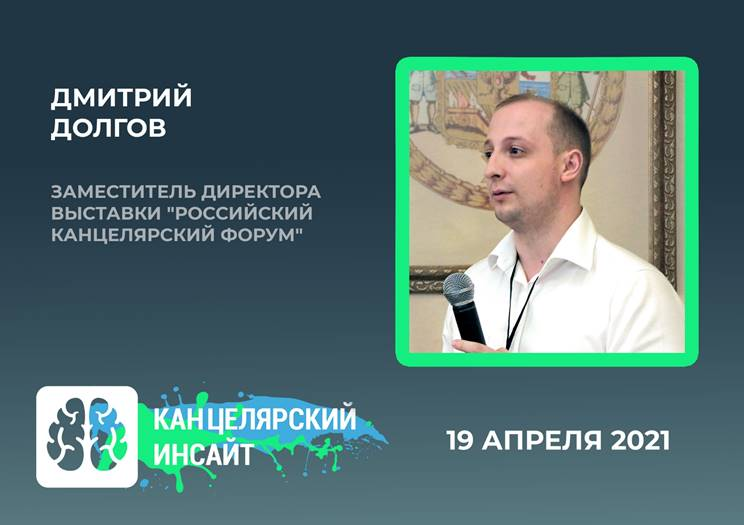 ДМИТРИЙ
ДОЛГОВ
ЗАМЕСТИТЕЛЬ ДИРЕКТОРА
ВЫСТАВКИ "РОССИЙСКИЙ
КАНЦЕЛЯРСКИЙ ФОРУМ"
КАНЦЕЛЯРСКИЙ
ИНСАЙТ
19 АПРЕЛЯ 2021